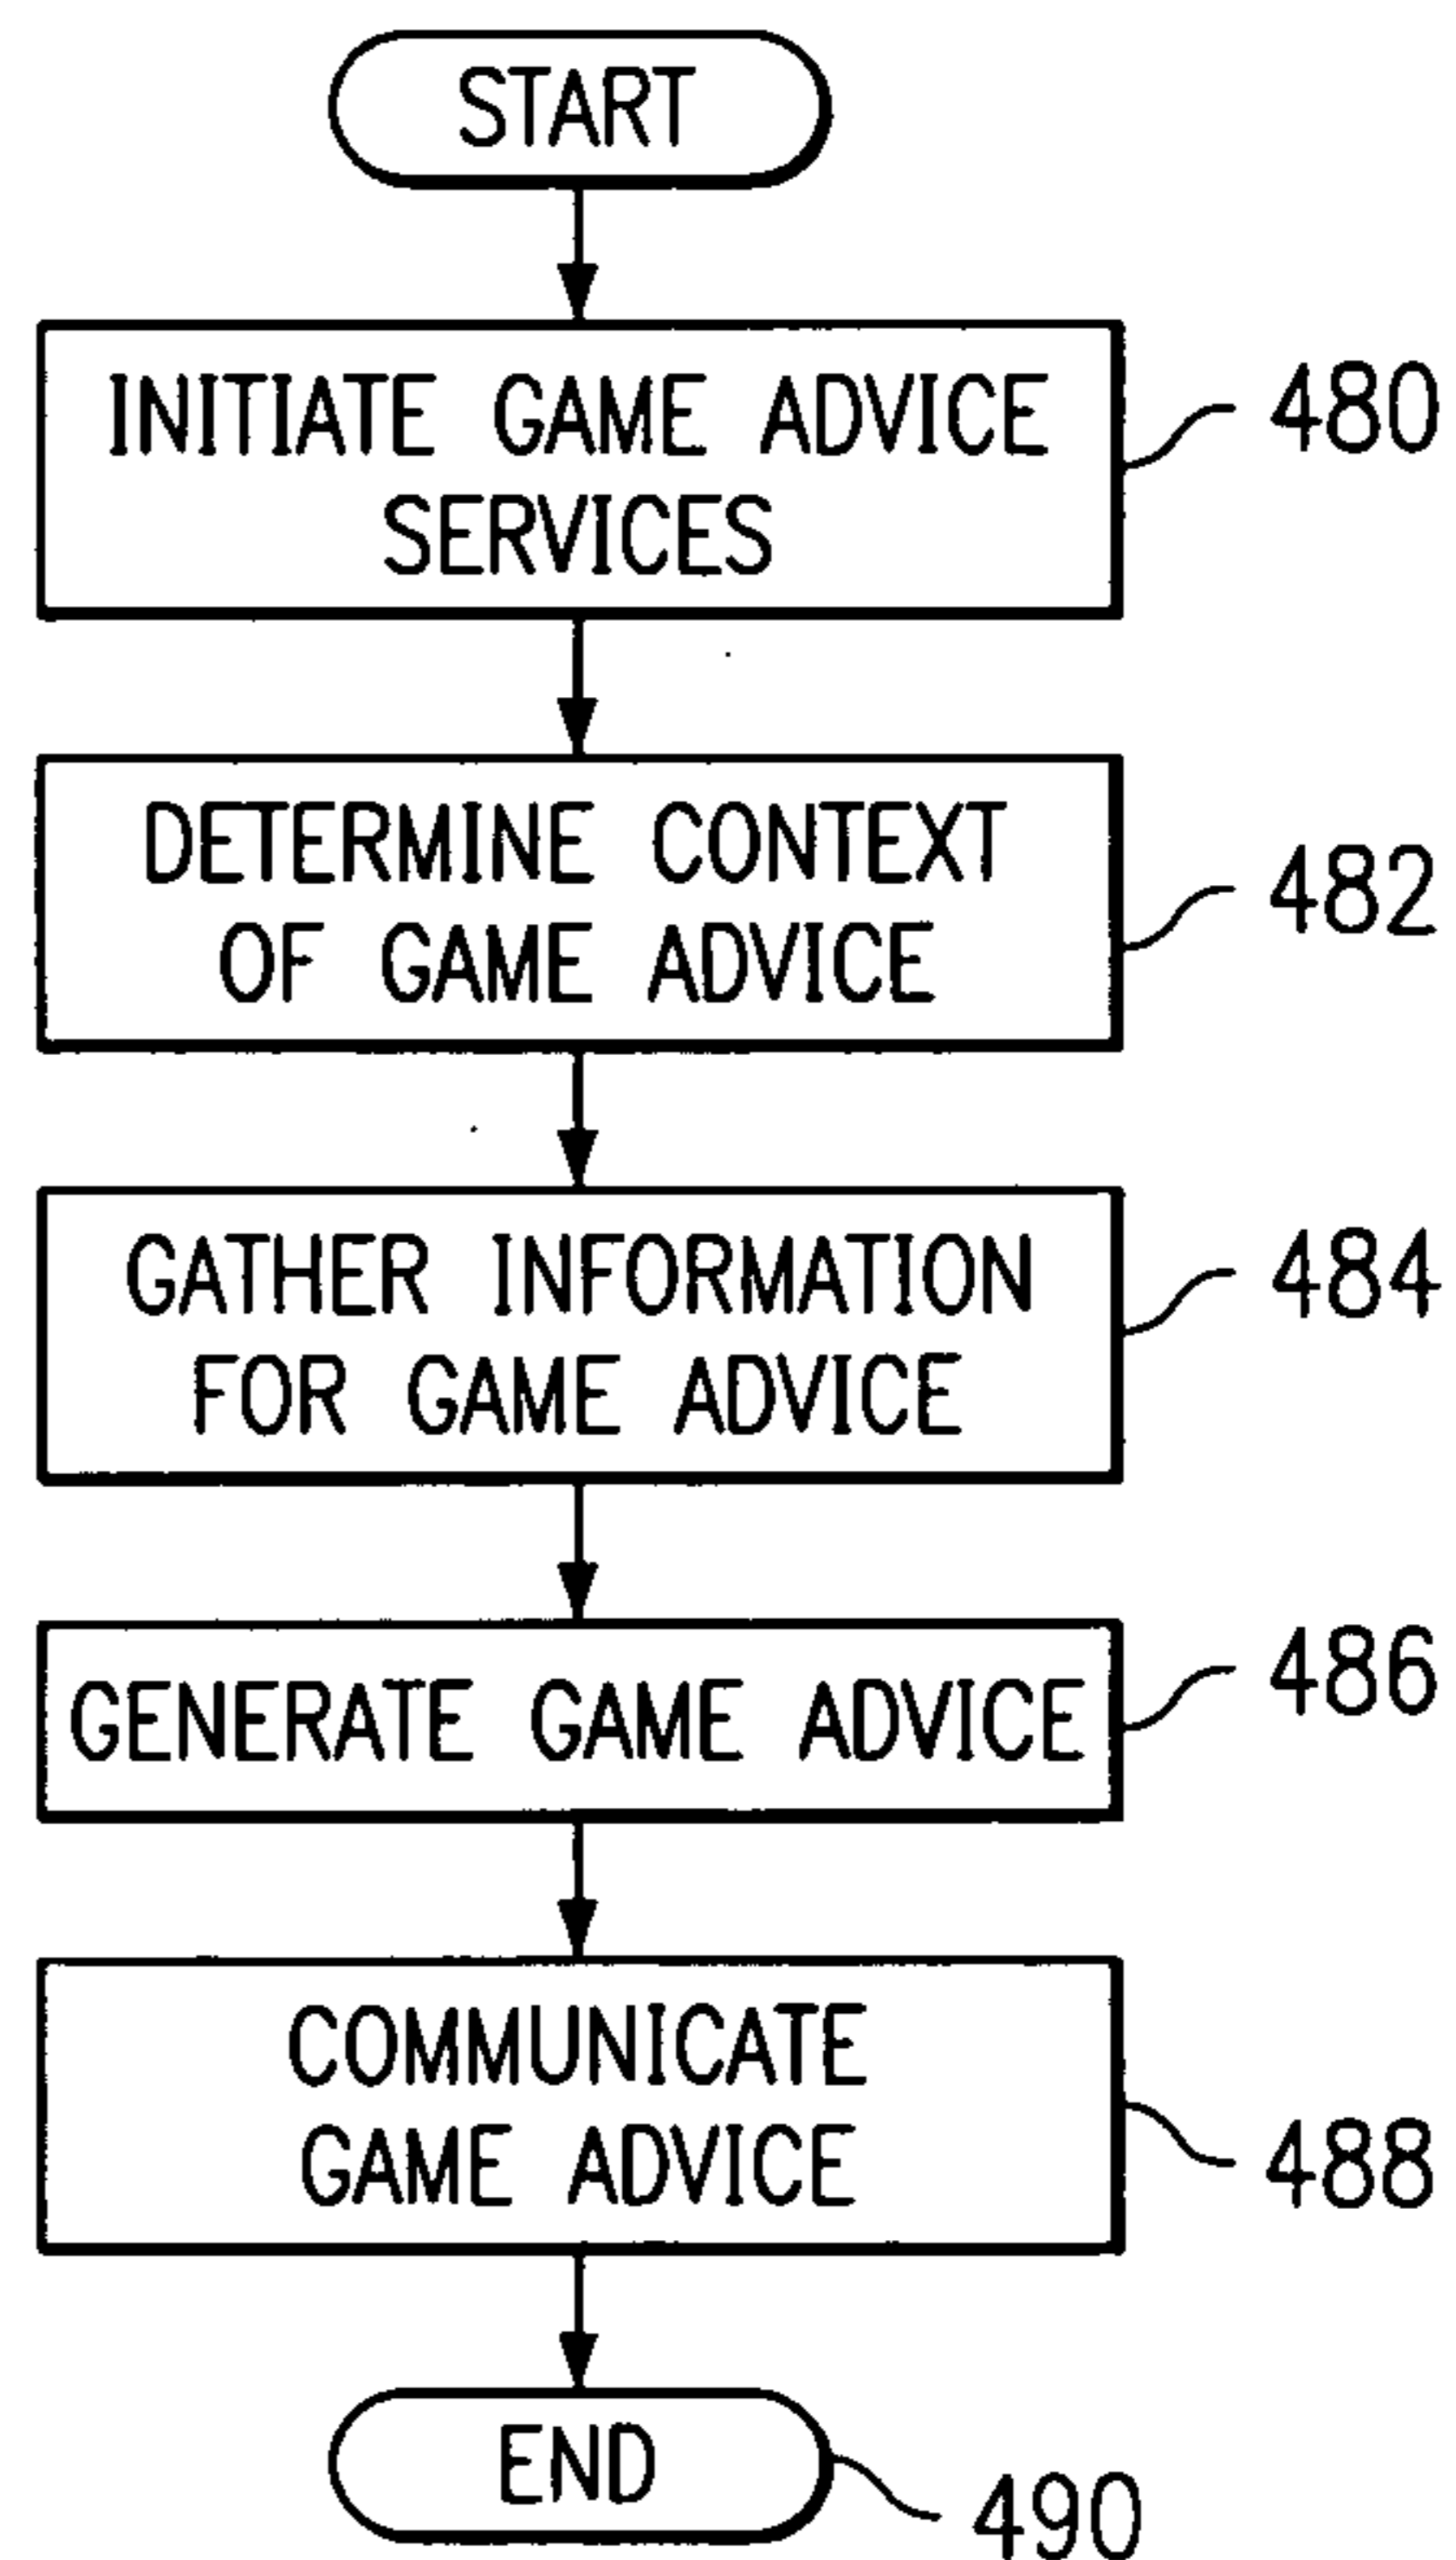 START
INITIATE GAME ADVICE
SERVICES
480
DETERMINE CONTEXT
OF GAME ADVICE
482
GATHER INFORMATION
FOR GAME ADVICE
484
GENERATE GAME ADVICE
486
COMMUNICATE
GAME ADVICE
488
END
490